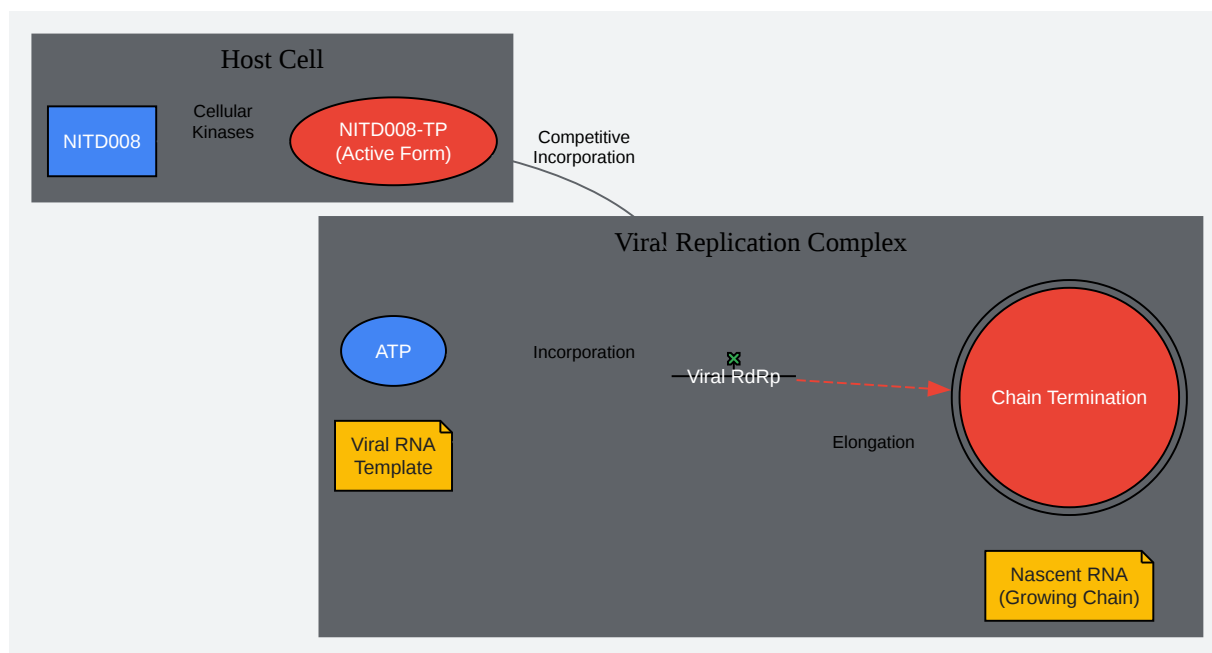 Host Cell
NITD008
Cellular
Kinases
NITD008-TP
(Active Form)
Competitive
Incorporation
Viral Replication Complex
ATP
Incorporation
Viral RdRp
Chain Termination
Viral RNA
Template
Elongation
Nascent RNA
(Growing Chain)